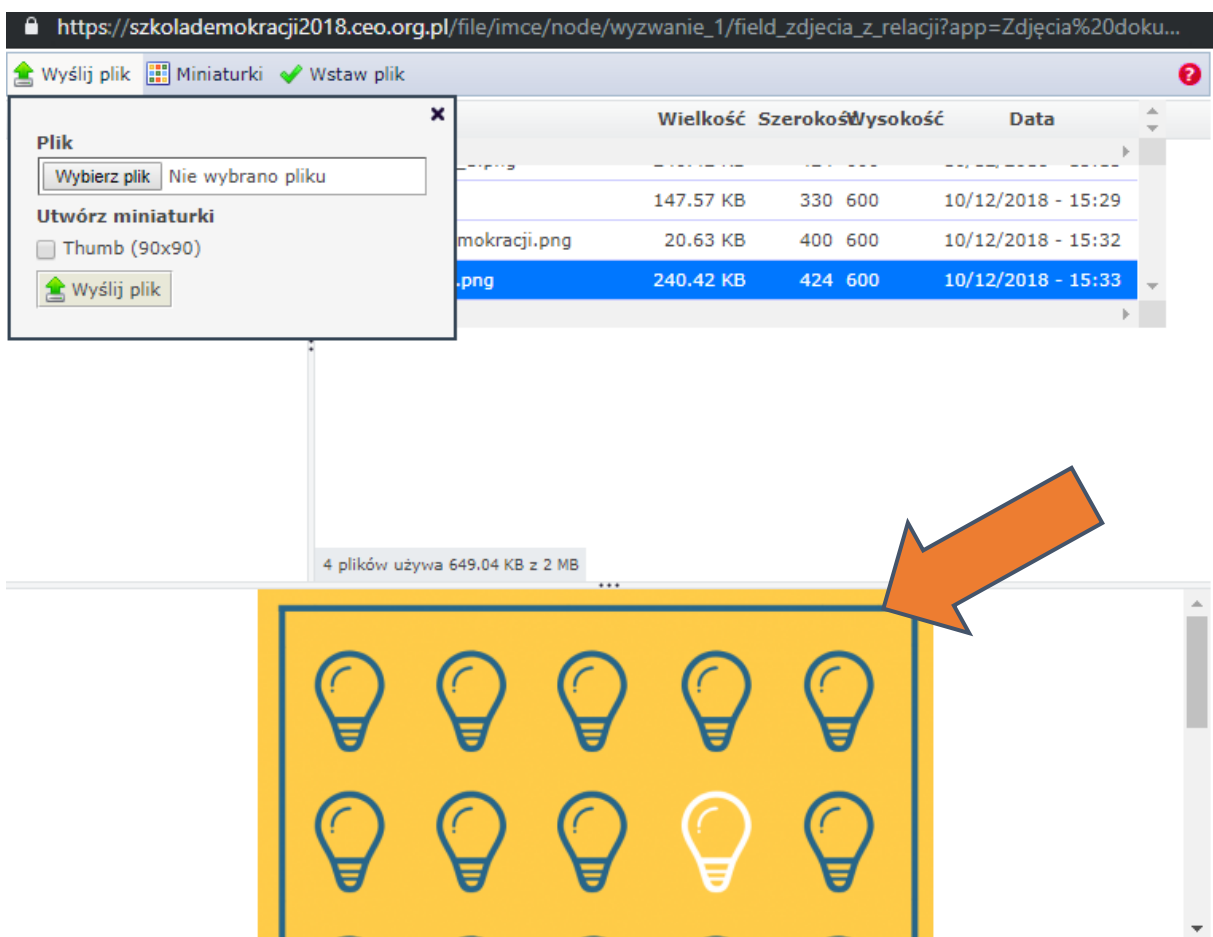 https://szkolademokracji2018.ceo.org.pl/file/imce/node/wyzwanie_1/field_zdjecia_z_relacji?app=Zdjęcia%20doku...
Wyślij plik Miniaturki Wstaw plik
Wielkość Szerokość Wysokość Data
Plik
Wybierz plik Nie wybrano pliku
147.57 KB 330 600 10/12/2018 - 15:29
Utwórz miniaturki
Thumb (90x90)
mokracji.png 20.63 KB 400 600 10/12/2018 - 15:32
Wyślij plik
.png 240.42 KB 424 600 10/12/2018 - 15:33
4 plików używa 649.04 KB z 2 MB